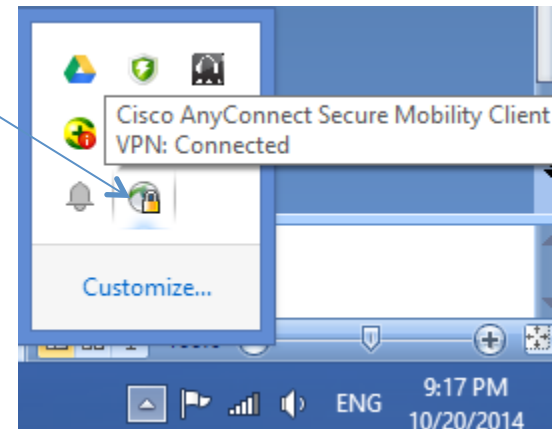 Cisco AnyConnect Secure Mobility Client
VPN: Connected
Customize...
ENG
9:17 PM
10/20/2014